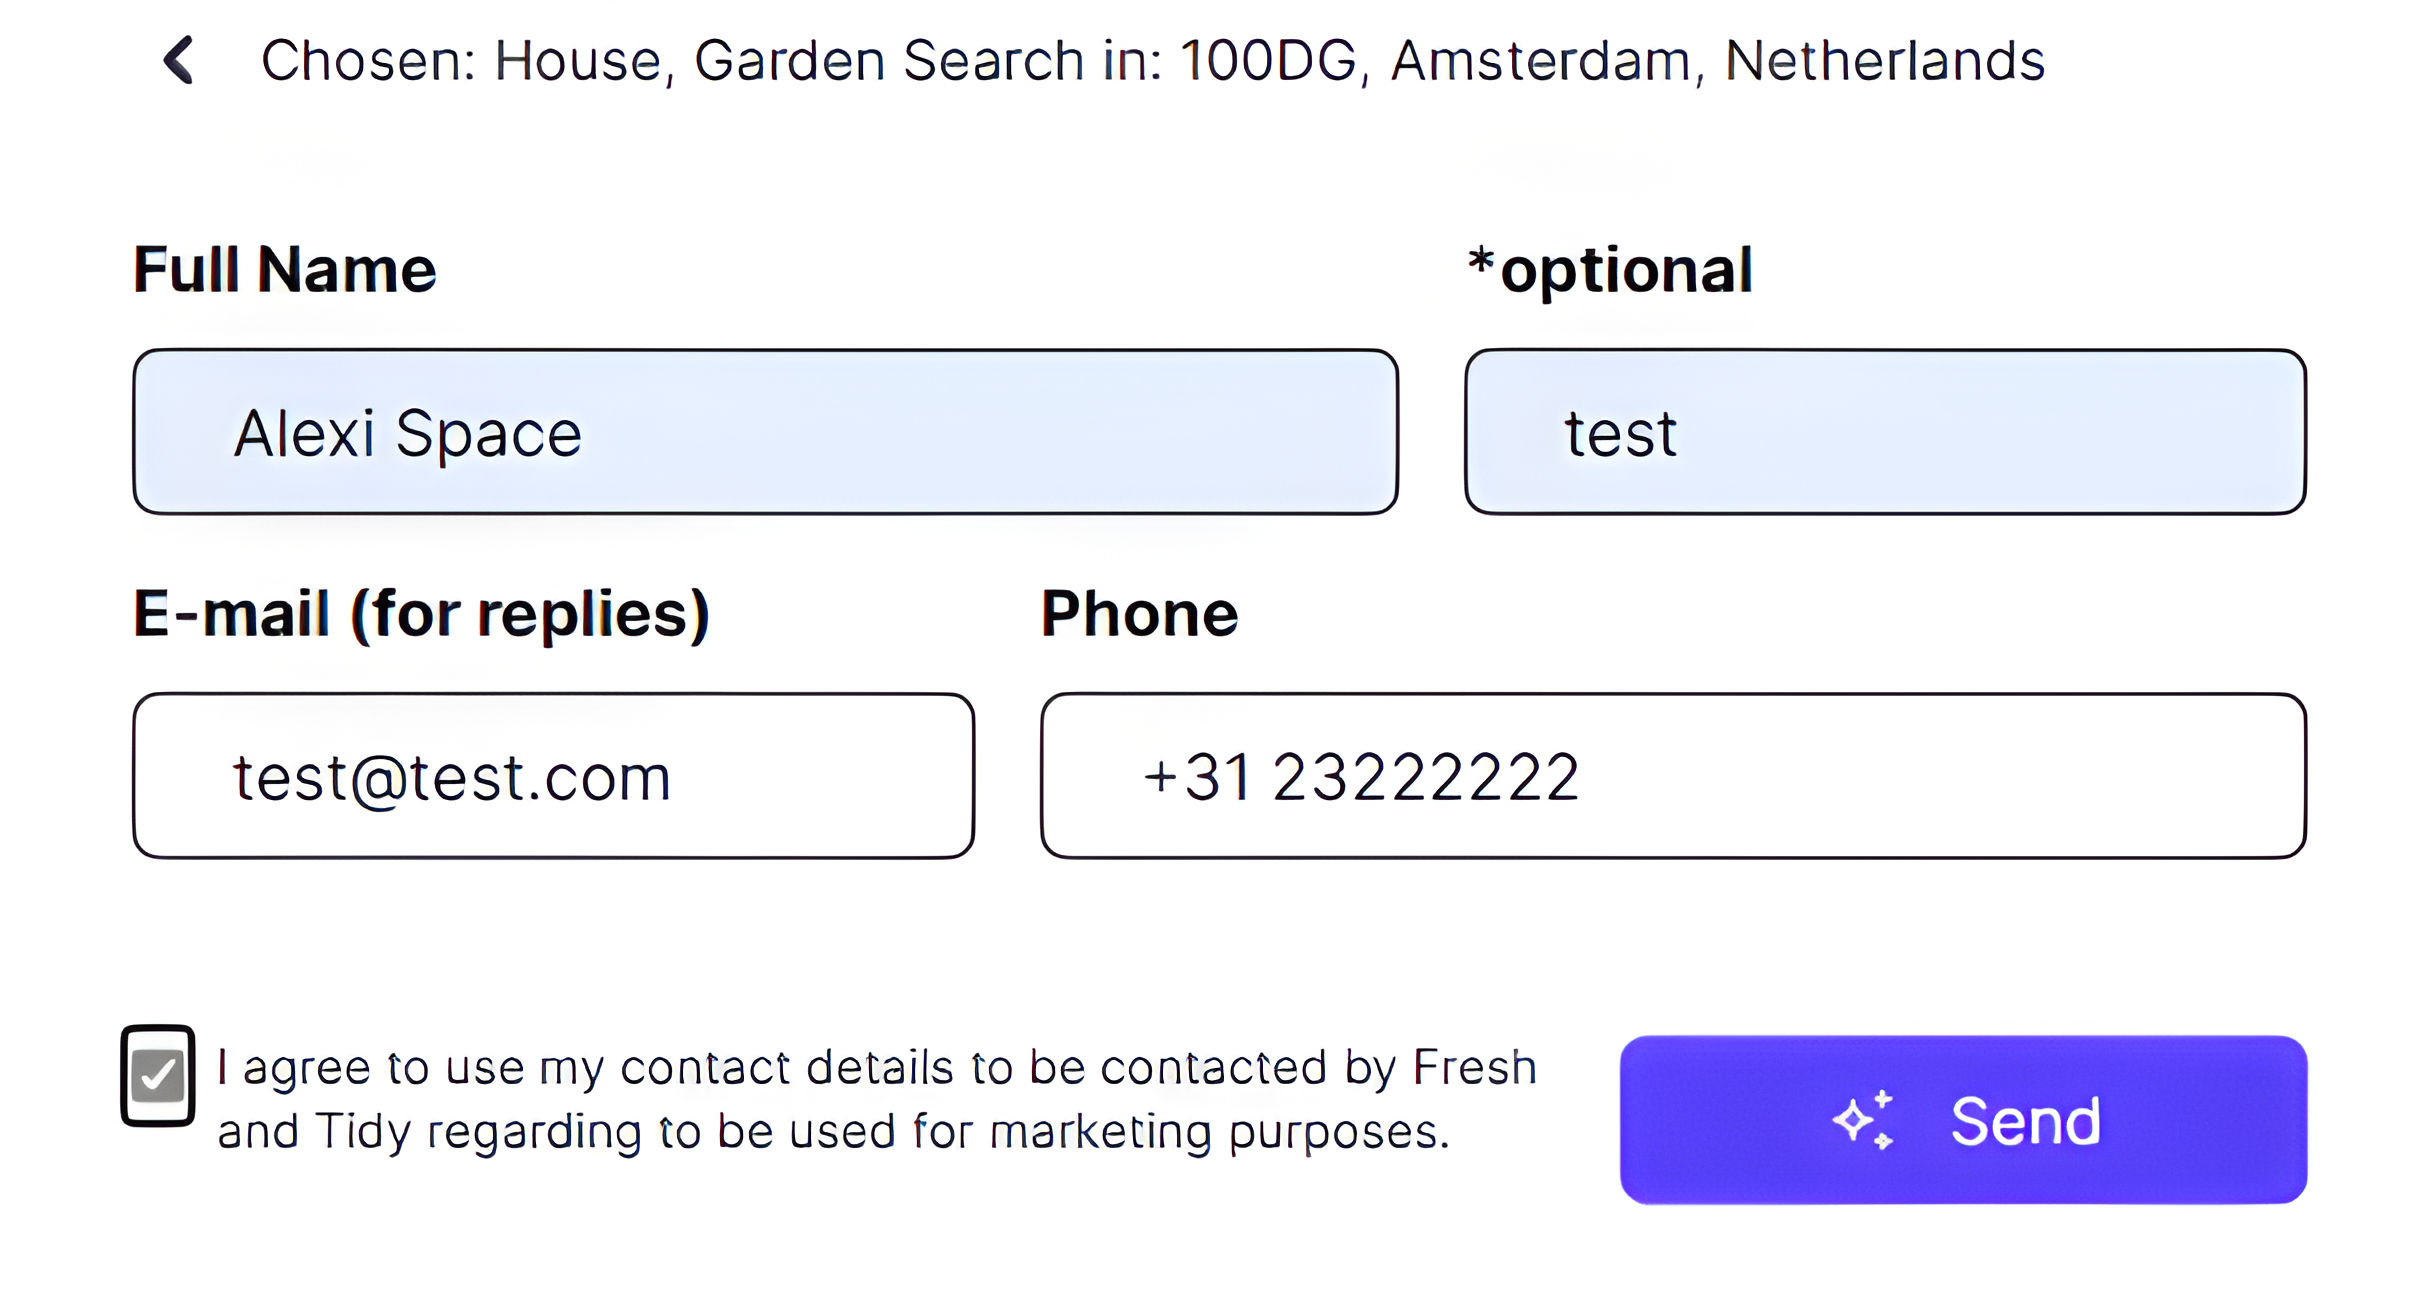 Chosen: House, Garden Search in: 100DG, Amsterdam, Netherlands
Full Name
*optional
Alexi Space
test
E-mail (for replies)
Phone
test@test.com
+31 23222222
I agree to use my contact details to be contacted by Fresh
and Tidy regarding to be used for marketing purposes.
Send